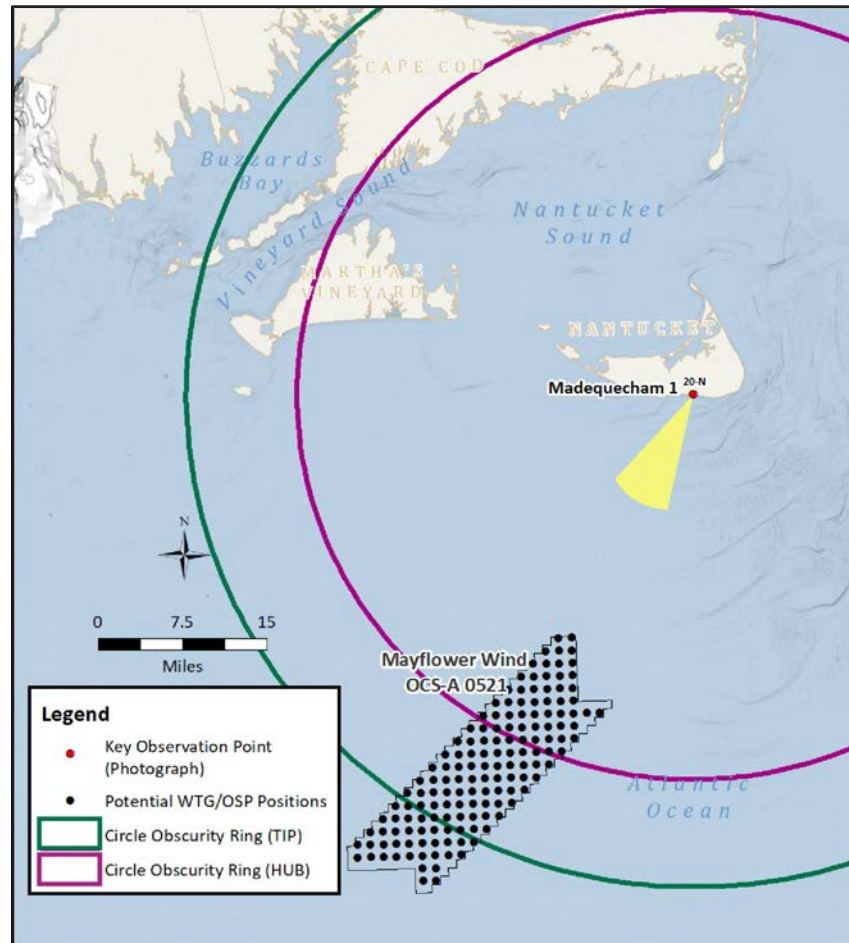 CAPE COD
Buzzards
Bay
Vineyard Sound
Nantucket
Sound
MARTHA'S
VINEYARD
NANTUCKET
Madequecham 1 20-N
N
0 7.5 15
Miles
Mayflower Wind
OCS-A 0521
Atlantic
Ocean
Legend
Key Observation Point
(Photograph)
Potential WTG/OSP Positions
Circle Obscurity Ring (TIP)
Circle Obscurity Ring (HUB)